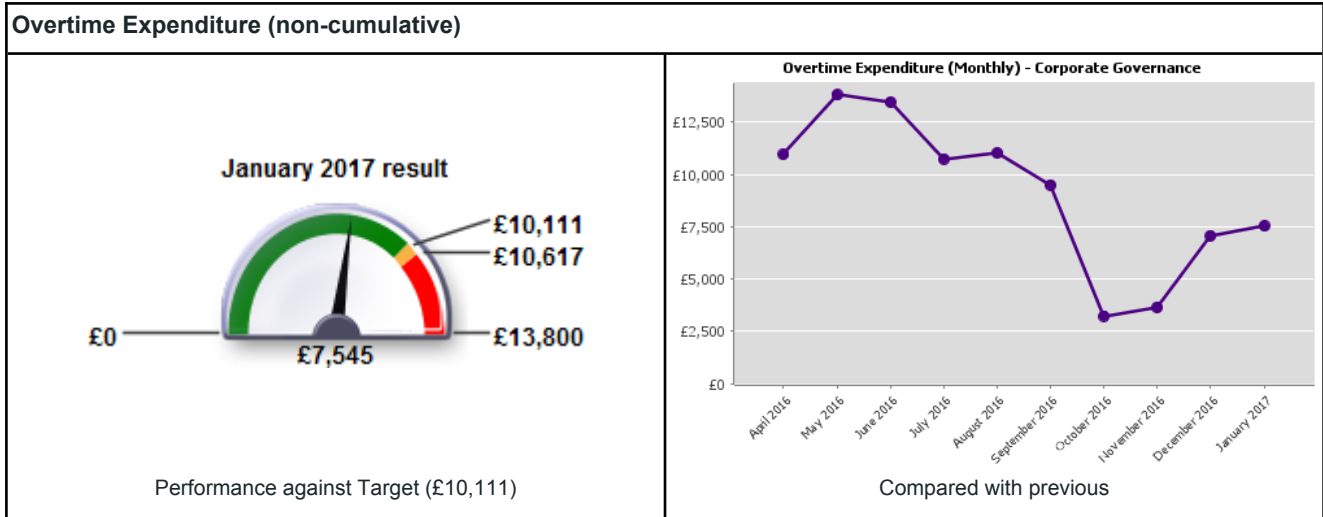 Overtime Expenditure (non-cumulative)
January 2017 result
£10,111
£10,617
£0
£13,800
£7,545
Performance against Target (£10,111)
Overtime Expenditure (Monthly) - Corporate Governance
£12,500
£10,000
£7,500
£5,000
£2,500
£0
April 2016
May 2016
June 2016
July 2016
August 2016
September 2016
October 2016
November 2016
December 2016
January 2017
Compared with previous